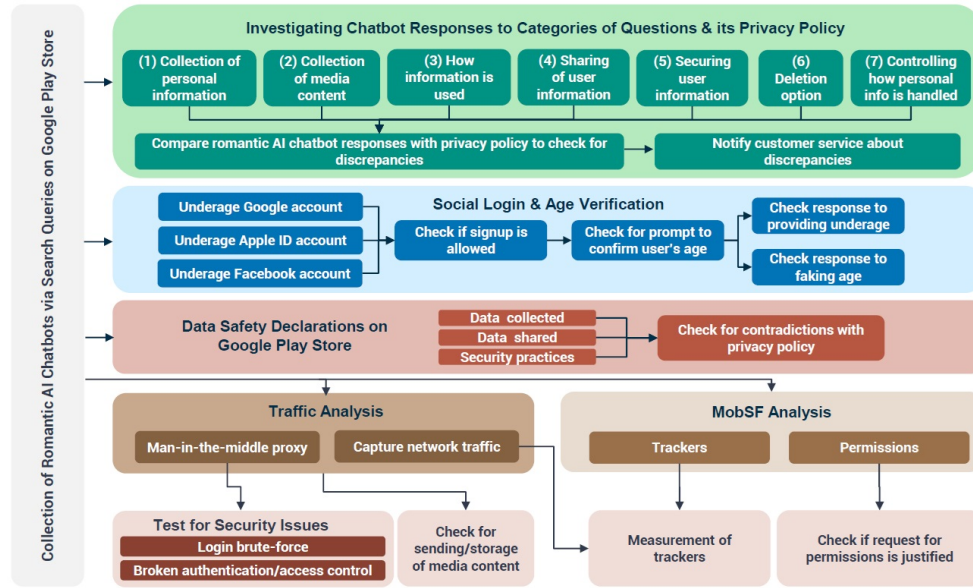 Collection of Romantic AI Chatbots via Search Queries on Google Play Store
Investigating Chatbot Responses to Categories of Questions & its Privacy Policy
(1) Collection of
personal
information
(2) Collection of
media
content
(3) How
information is
used
(4) Sharing of
user
information
(5) Securing
user
information
(6)
Deletion
option
(7) Controlling
how personal
info is handled
Compare romantic AI chatbot responses with privacy policy to check for
discrepancies
Notify customer service about
discrepancies
Social Login & Age Verification
Underage Google account
Underage Apple ID account
Underage Facebook account
Check if signup is
allowed
Check for prompt to
confirm user's age
Check response to
providing underage
Check response to
faking age
Data Safety Declarations on
Google Play Store
Data collected
Data shared
Security practices
Check for contradictions with
privacy policy
Traffic Analysis
Man-in-the-middle proxy
Capture network traffic
MobSF Analysis
Trackers
Permissions
Test for Security Issues
Login brute-force
Broken authentication/access control
Check for
sending/storage
of media content
Measurement of
trackers
Check if request for
permissions is justified